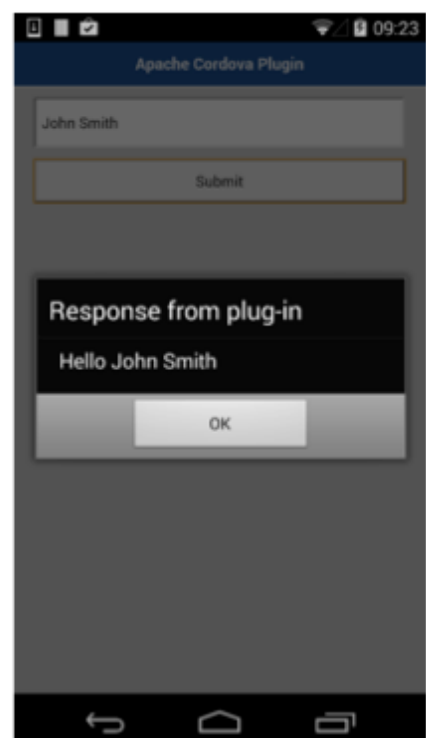 09:23
Apache Cordova Plugin
John Smith
Submit
Response from plug-in
Hello John Smith
OK